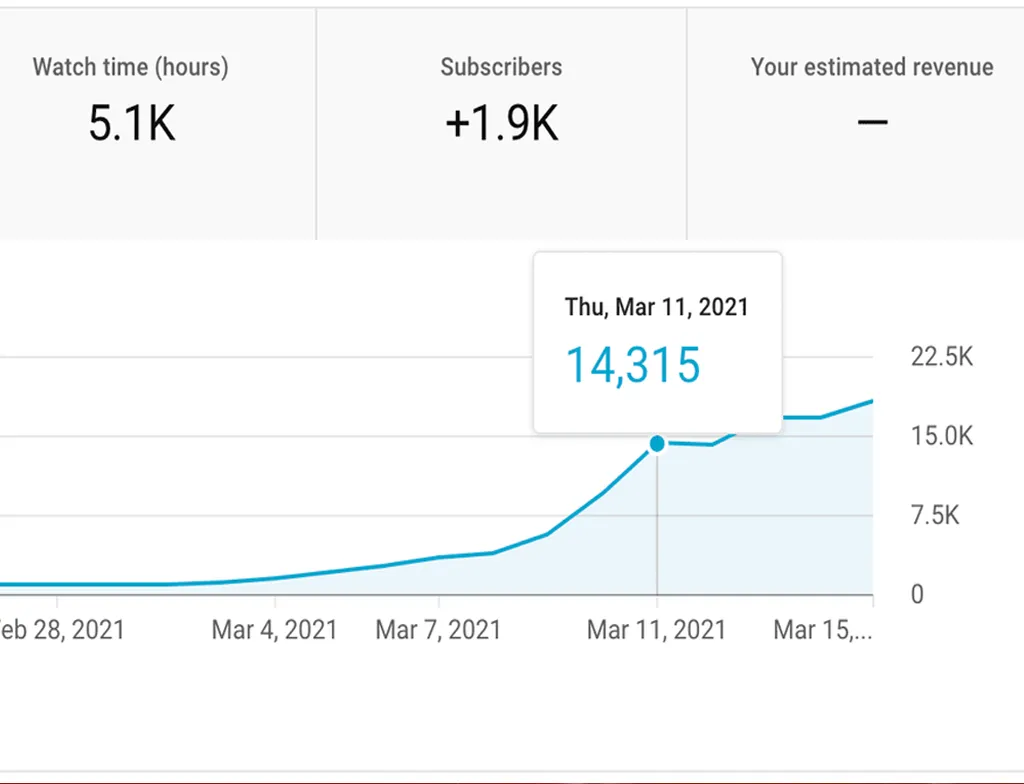 Watch time (hours)
5.1K
Subscribers
+1.9K
Your estimated revenue
—
Thu, Mar 11, 2021
14,315
22.5K
15.0K
7.5K
0
eb 28, 2021
Mar 4, 2021
Mar 7, 2021
Mar 11, 2021
Mar 15,...